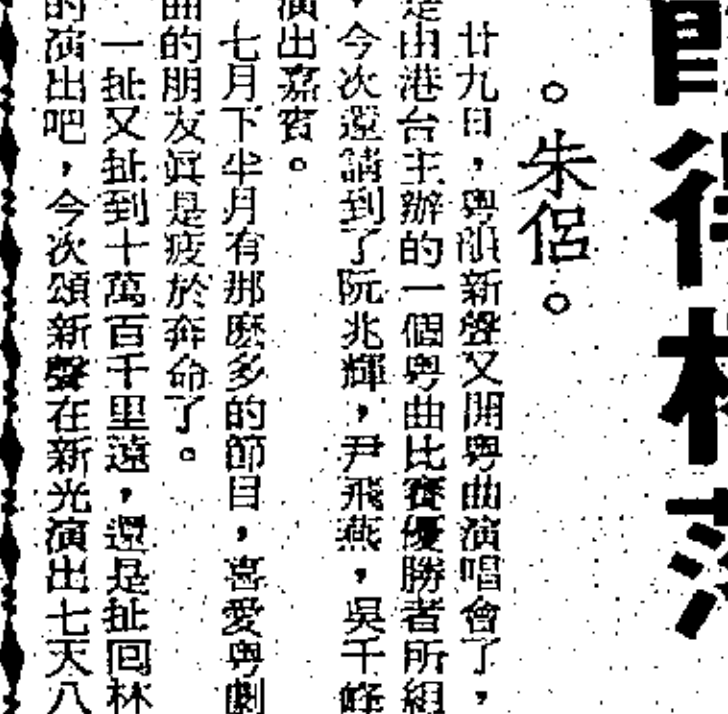 。朱侶。
廿九日，粵韻新聲又開粵曲演唱會了，
是由港台主辦的一個粵曲比賽優勝者所組
，今次還請到了阮兆輝，尹飛燕，吳千峰
演出嘉賓。
七月下半月有那麽多的節目，喜愛粵劇
曲的朋友眞是疲於奔命了。
一扯又扯到十萬百千里遠，還是扯回林
的演出吧，今次頌新聲在新光演出七天八